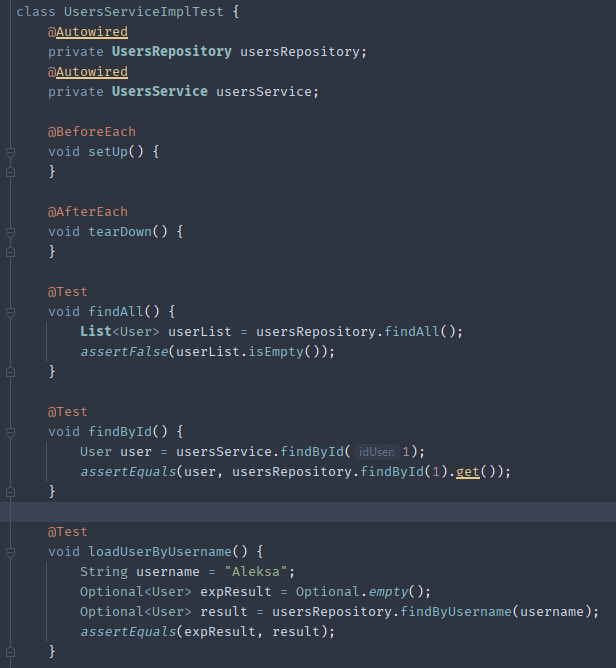 class UsersServiceImplTest {
    @Autowired
    private UsersRepository usersRepository;
    @Autowired
    private UsersService usersService;
    @BeforeEach
    void setUp() {
    }
    @AfterEach
    void tearDown() {
    }
    @Test
    void findAll() {
        List<User> userList = usersRepository.findAll();
        assertFalse(userList.isEmpty());
    }
    @Test
    void findById() {
        User user = usersService.findById( idUser: 1);
        assertEquals(user, usersRepository.findById(1).get());
    }
    @Test
    void loadUserByUsername() {
        String username = "Aleksa";
        Optional<User> expResult = Optional.empty();
        Optional<User> result = usersRepository.findByUsername(username);
        assertEquals(expResult, result);
    }